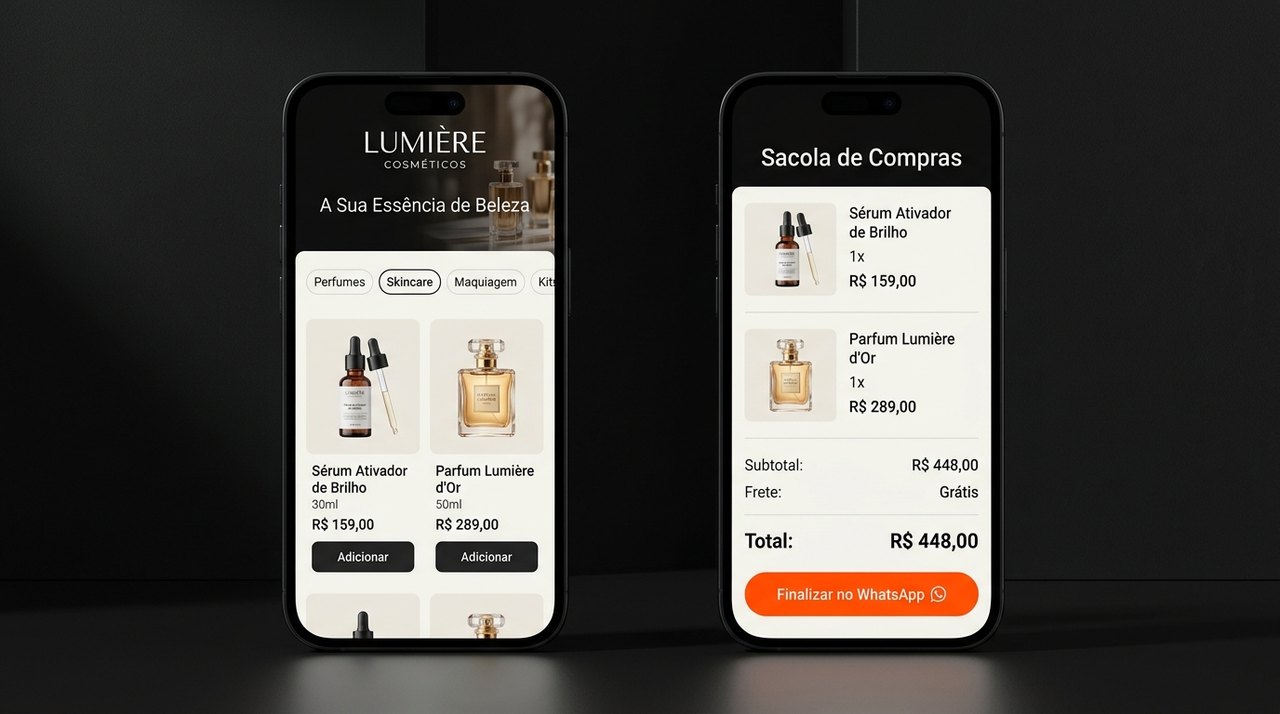 LUMIÈRE
COSMÉTICOS
A Sua Essência de Beleza
Perfumes
Skincare
Maquiagem
Kits
Sérum Ativador
de Brilho
30ml
R$ 159,00
Adicionar
Parfum Lumière
d'Or
50ml
R$ 289,00
Adicionar
Sacola de Compras
Sérum Ativador
de Brilho
1x
R$ 159,00
Parfum Lumière
d'Or
1x
R$ 289,00
Subtotal: R$ 448,00
Frete: Grátis
Total: R$ 448,00
Finalizar no WhatsApp